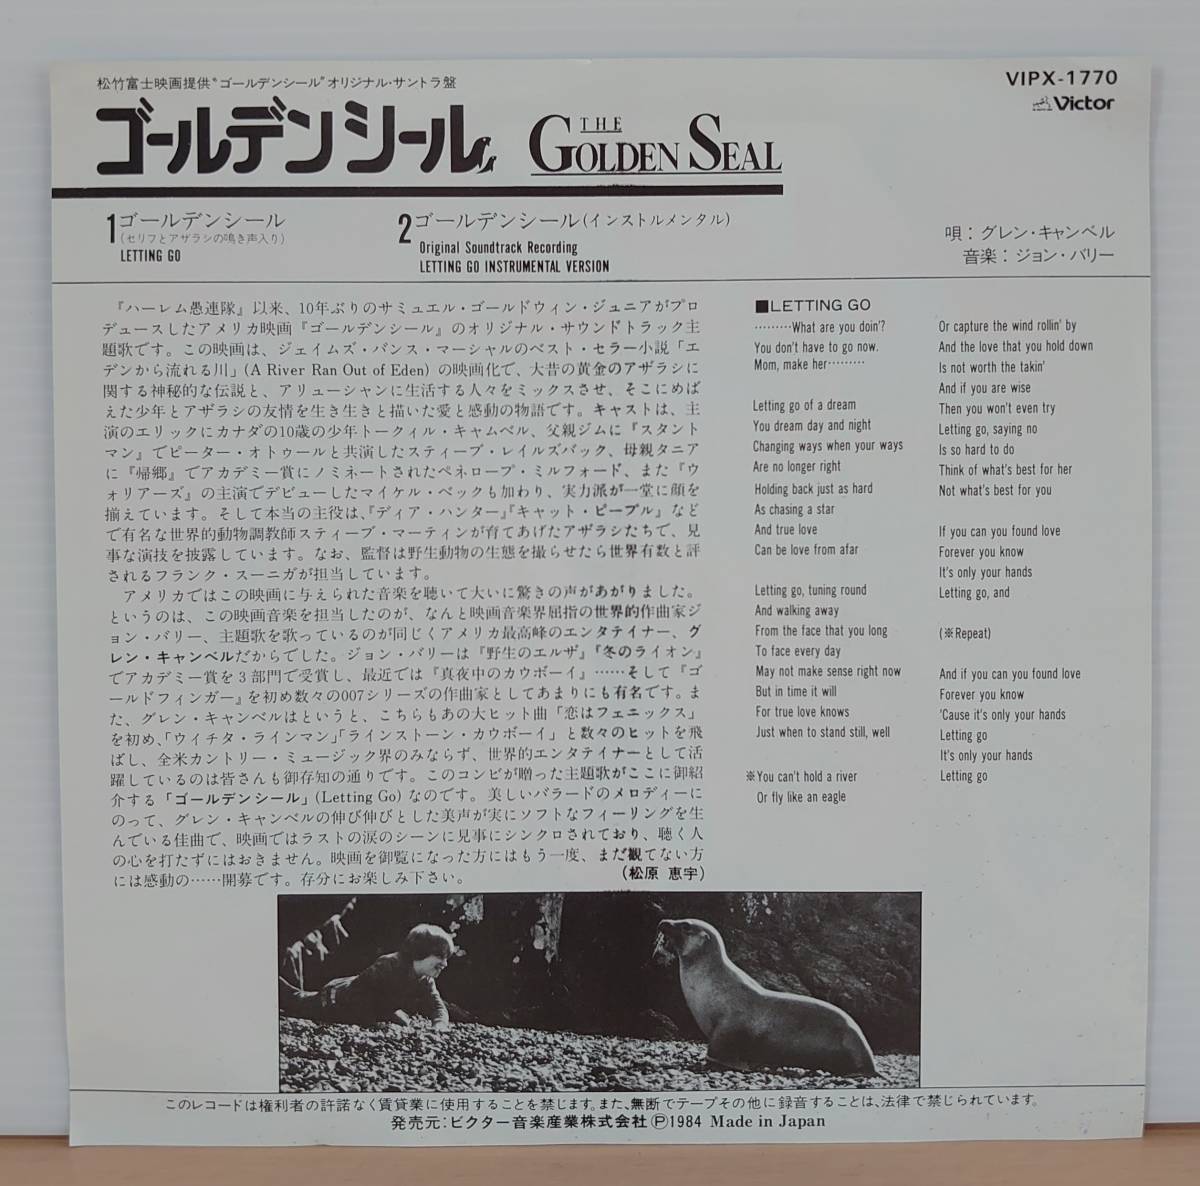 松竹富士映画提供“ゴールデンシール”オリジナル・サントラ盤
VIPX-1770
Victor
ゴールデンシール
THE
GOLDEN SEAL
1 ゴールデンシール
(セリフとアザラシの鳴き声入り)
LETTING GO
2 ゴールデンシール(インストルメンタル)
Original Soundtrack Recording
LETTING GO INSTRUMENTAL VERSION
唄：グレン・キャンベル
音楽：ジョン・バリー
『ハーレム愚連隊』以来、10年ぶりのサミュエル・ゴールドウィン・ジュニアがプロ
デュースしたアメリカ映画『ゴールデンシール』のオリジナル・サウンドトラック主
題歌です。この映画は、ジェイムズ・バンス・マーシャルのベスト・セラー小説「エ
デンから流れる川」(A River Ran Out of Eden) の映画化で、大昔の黄金のアザラシに
関する神秘的な伝説と、アリューシャンに生活する人々をミックスさせ、そこにめば
えた少年とアザラシの友情を生き生きと描いた愛と感動の物語です。キャストは、主
演のエリックにカナダの10歳の少年トークィル・キャムベル、父親ジムに『スタント
マン』でピーター・オトゥールと共演したスティーブ・レイルズバック、母親タニア
に『帰郷』でアカデミー賞にノミネートされたペネロープ・ミルフォード、また『ウ
ォリアーズ』の主演でデビューしたマイケル・ベックも加わり、実力派が一堂に顔を
揃えています。そして本当の主役は、『ディア・ハンター』『キャット・ピープル』など
で有名な世界的動物調教師スティーブ・マーティンが育てあげたアザラシたちで、見
事な演技を披露しています。なお、監督は野生動物の生態を撮らせたら世界有数と評
されるフランク・スーニガが担当しています。
アメリカではこの映画に与えられた音楽を聴いて大いに驚きの声があがりました。
というのは、この映画音楽を担当したのが、なんと映画音楽界屈指の世界的作曲家ジ
ョン・バリー、主題歌を歌っているのが同じくアメリカ最高峰のエンタテイナー、グ
レン・キャンベルだからでした。ジョン・バリーは『野生のエルザ』『冬のライオン』
でアカデミー賞を3部門で受賞し、最近では『真夜中のカウボーイ』……そして『ゴ
ールドフィンガー』を初め数々の007シリーズの作曲家としてあまりにも有名です。ま
た、グレン・キャンベルはというと、こちらもあの大ヒット曲「恋はフェニックス」
を初め、「ウイチタ・ラインマン」「ラインストーン・カウボーイ」と数々のヒットを飛
ばし、全米カントリー・ミュージック界のみならず、世界的エンタテイナーとして活
躍しているのは皆さんも御存知の通りです。このコンビが贈った主題歌がここに御紹
介する「ゴールデンシール」(Letting Go) なのです。美しいバラードのメロディーに
のって、グレン・キャンベルの伸び伸びとした美声が実にソフトなフィーリングを生
んでいる佳曲で、映画ではラストの涙のシーンに見事にシンクロされており、聴く人
の心を打たずにはおきません。映画を御覧になった方にはもう一度、まだ観てない方
には感動の……開幕です。存分にお楽しみ下さい。
(松原 恵宇)
■LETTING GO
………What are you doin'?
You don't have to go now.
Mom, make her………
Letting go of a dream
You dream day and night
Changing ways when your ways
Are no longer right
Holding back just as hard
As chasing a star
And true love
Can be love from afar
Letting go, tuning round
And walking away
From the face that you long
To face every day
May not make sense right now
But in time it will
For true love knows
Just when to stand still, well
※You can't hold a river
Or fly like an eagle
Or capture the wind rollin' by
And the love that you hold down
Is not worth the takin'
And if you are wise
Then you won't even try
Letting go, saying no
Is so hard to do
Think of what's best for her
Not what's best for you
If you can you found love
Forever you know
It's only your hands
Letting go, and
(※Repeat)
And if you can you found love
Forever you know
'Cause it's only your hands
Letting go
It's only your hands
Letting go
このレコードは権利者の許諾なく賃貸業に使用することを禁じます。また、無断でテープその他に録音することは、法律で禁じられています。
発売元：ビクター音楽産業株式会社Ⓟ1984 Made in Japan